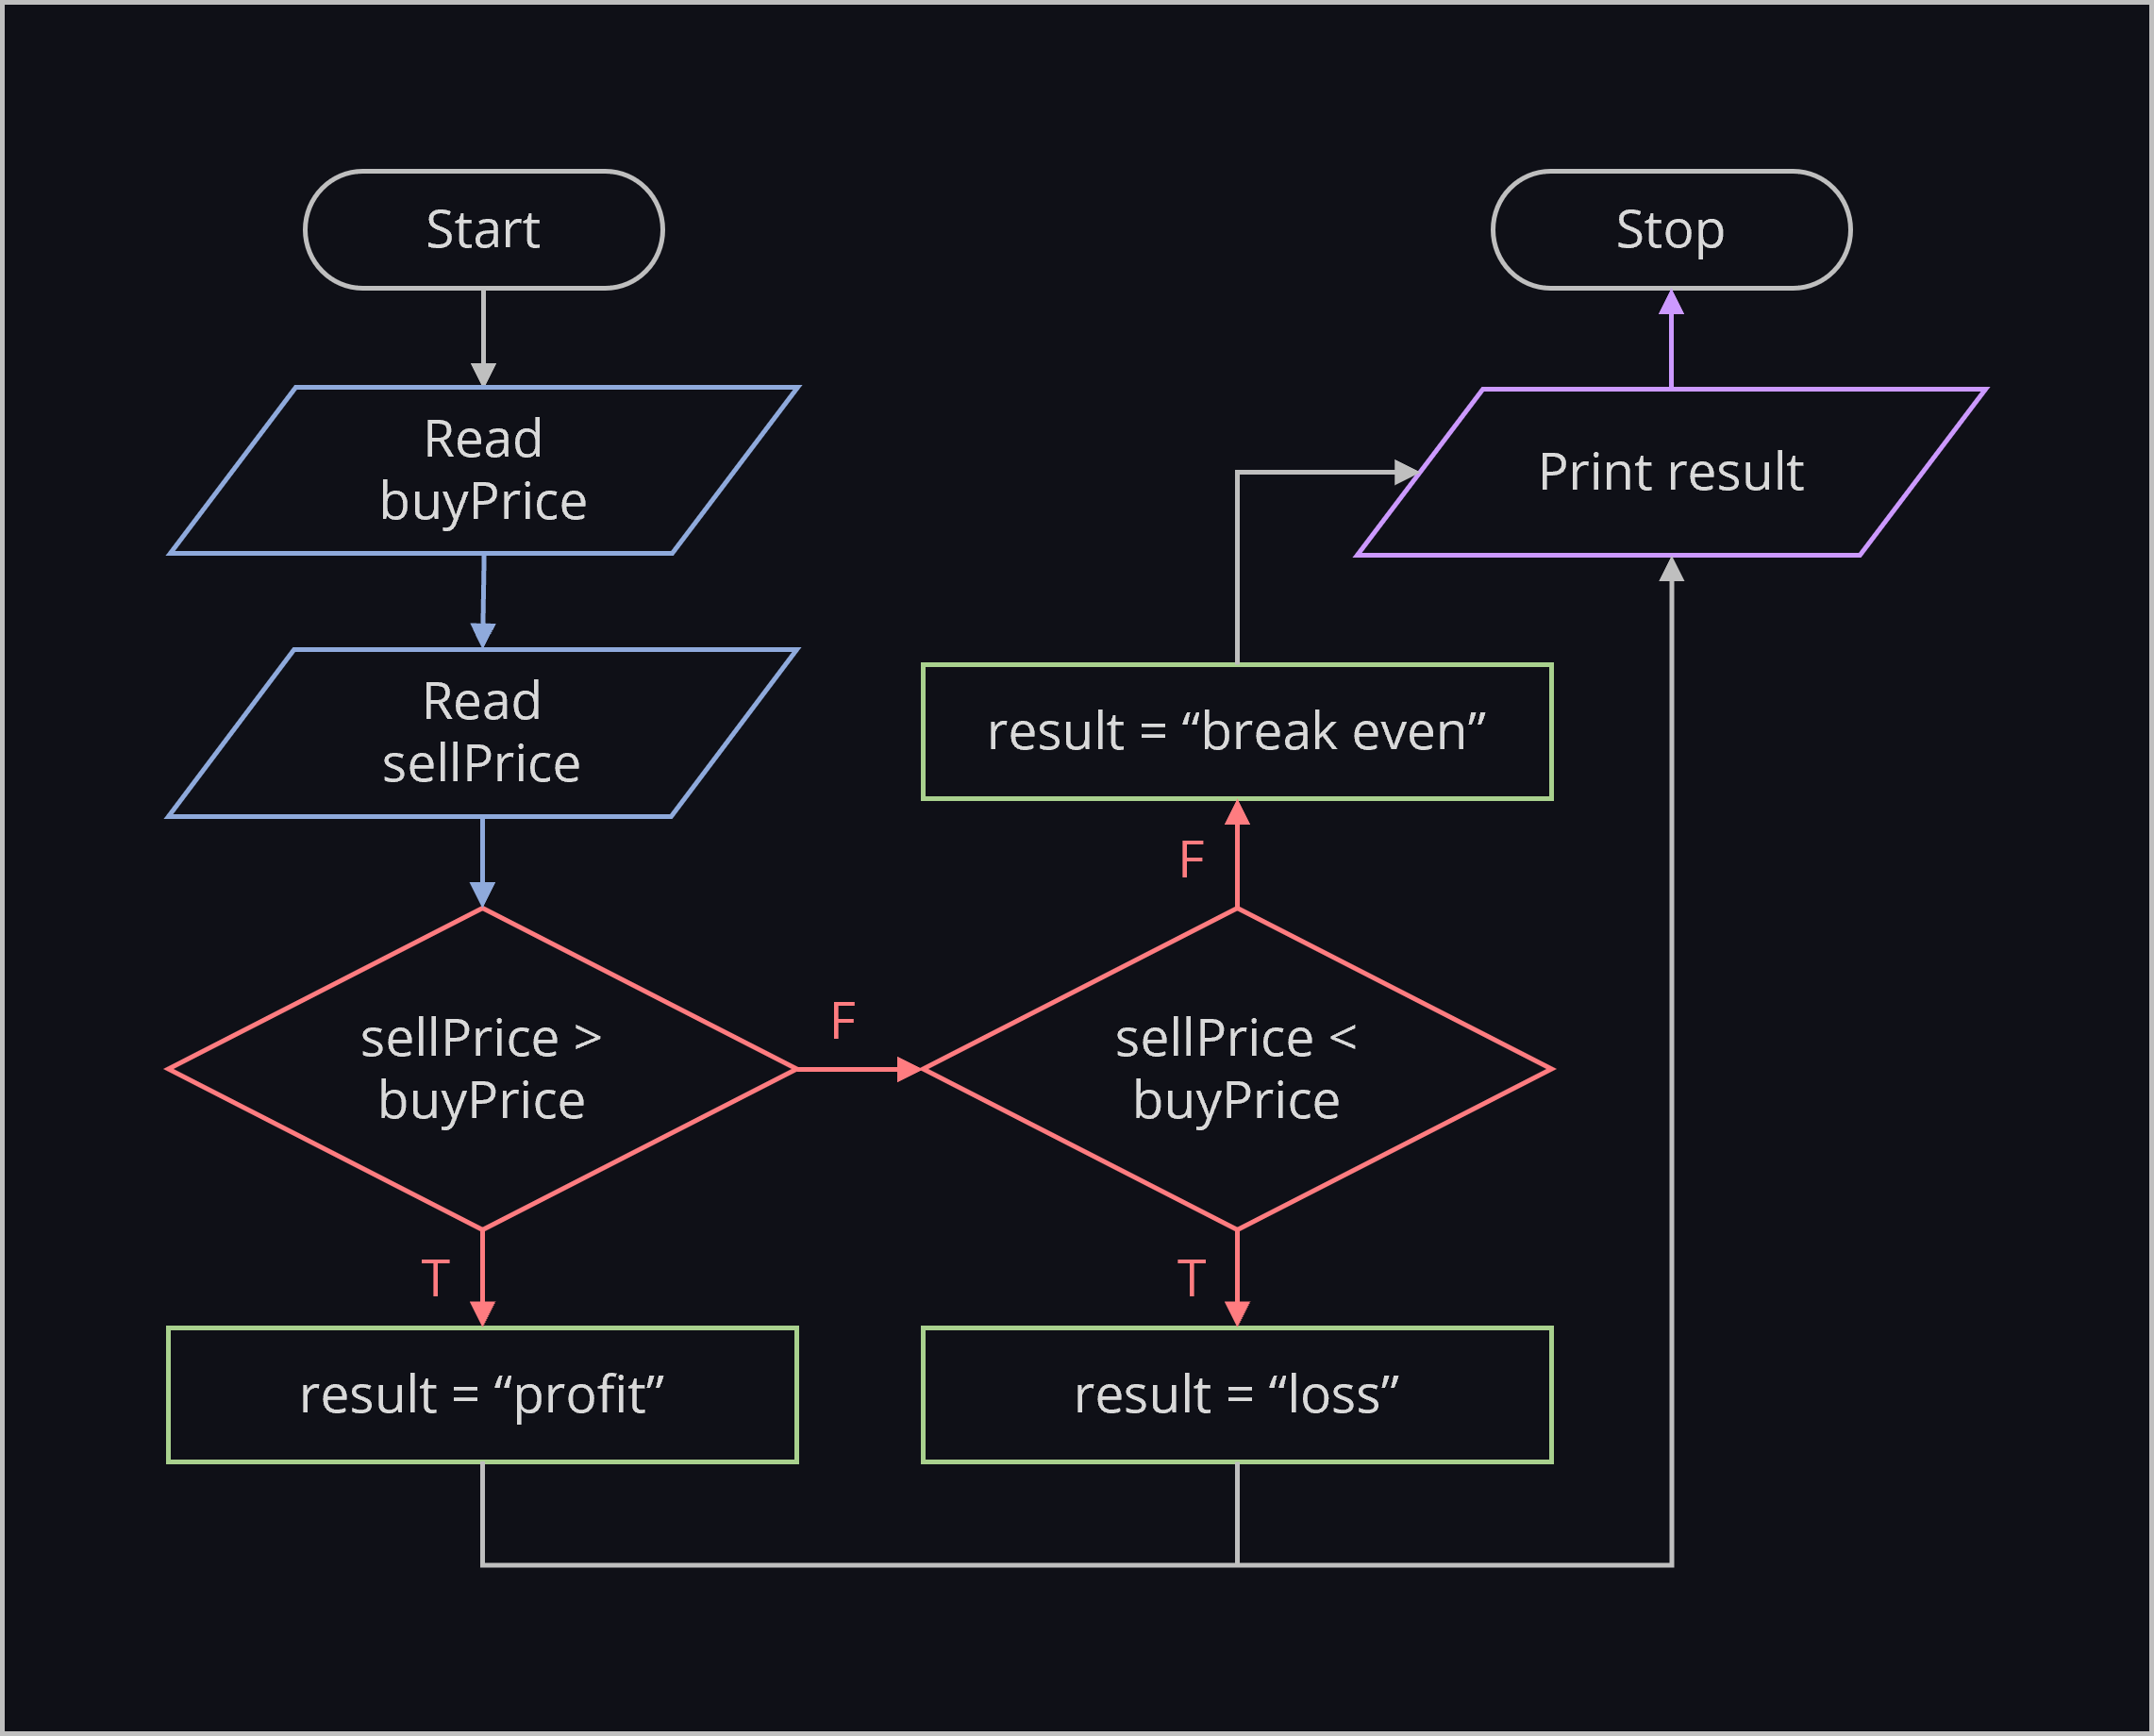 Start
Read
buyPrice
Read
sellPrice
sellPrice >
buyPrice
T
result = “profit”
F
sellPrice <
buyPrice
T
result = “loss”
F
result = “break even”
Print result
Stop